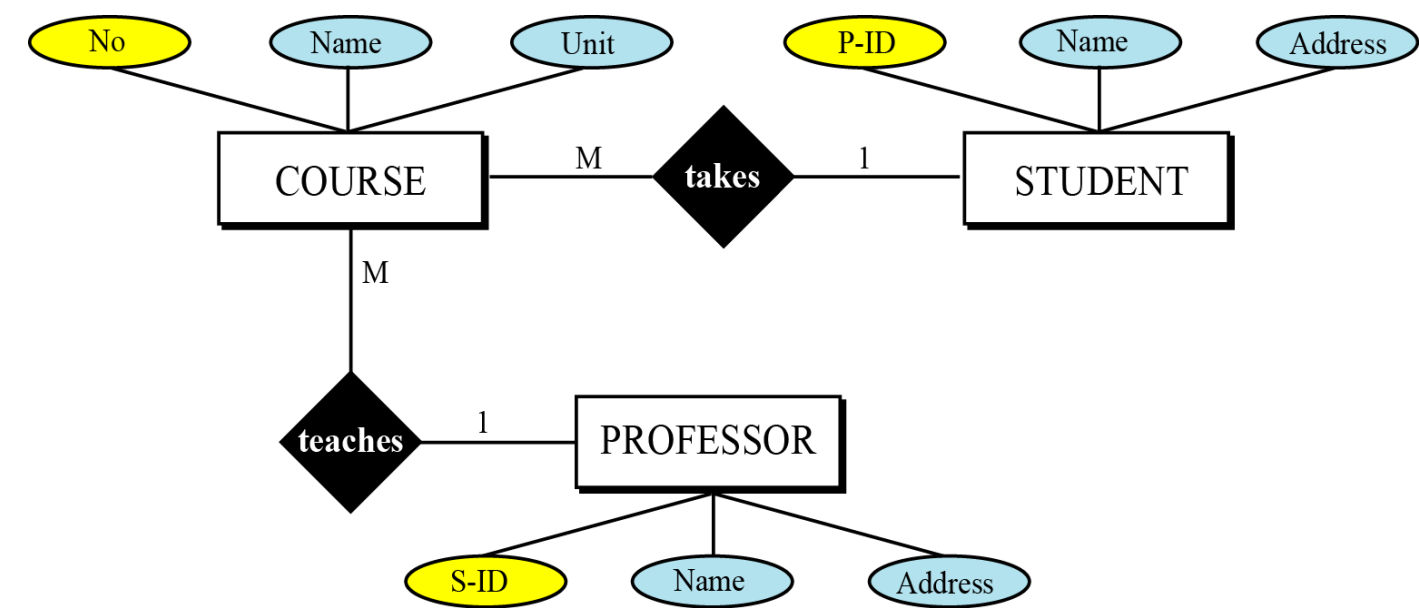 No
Name
Unit
P-ID
Name
Address
COURSE
M
takes
1
STUDENT
M
teaches
1
PROFESSOR
S-ID
Name
Address